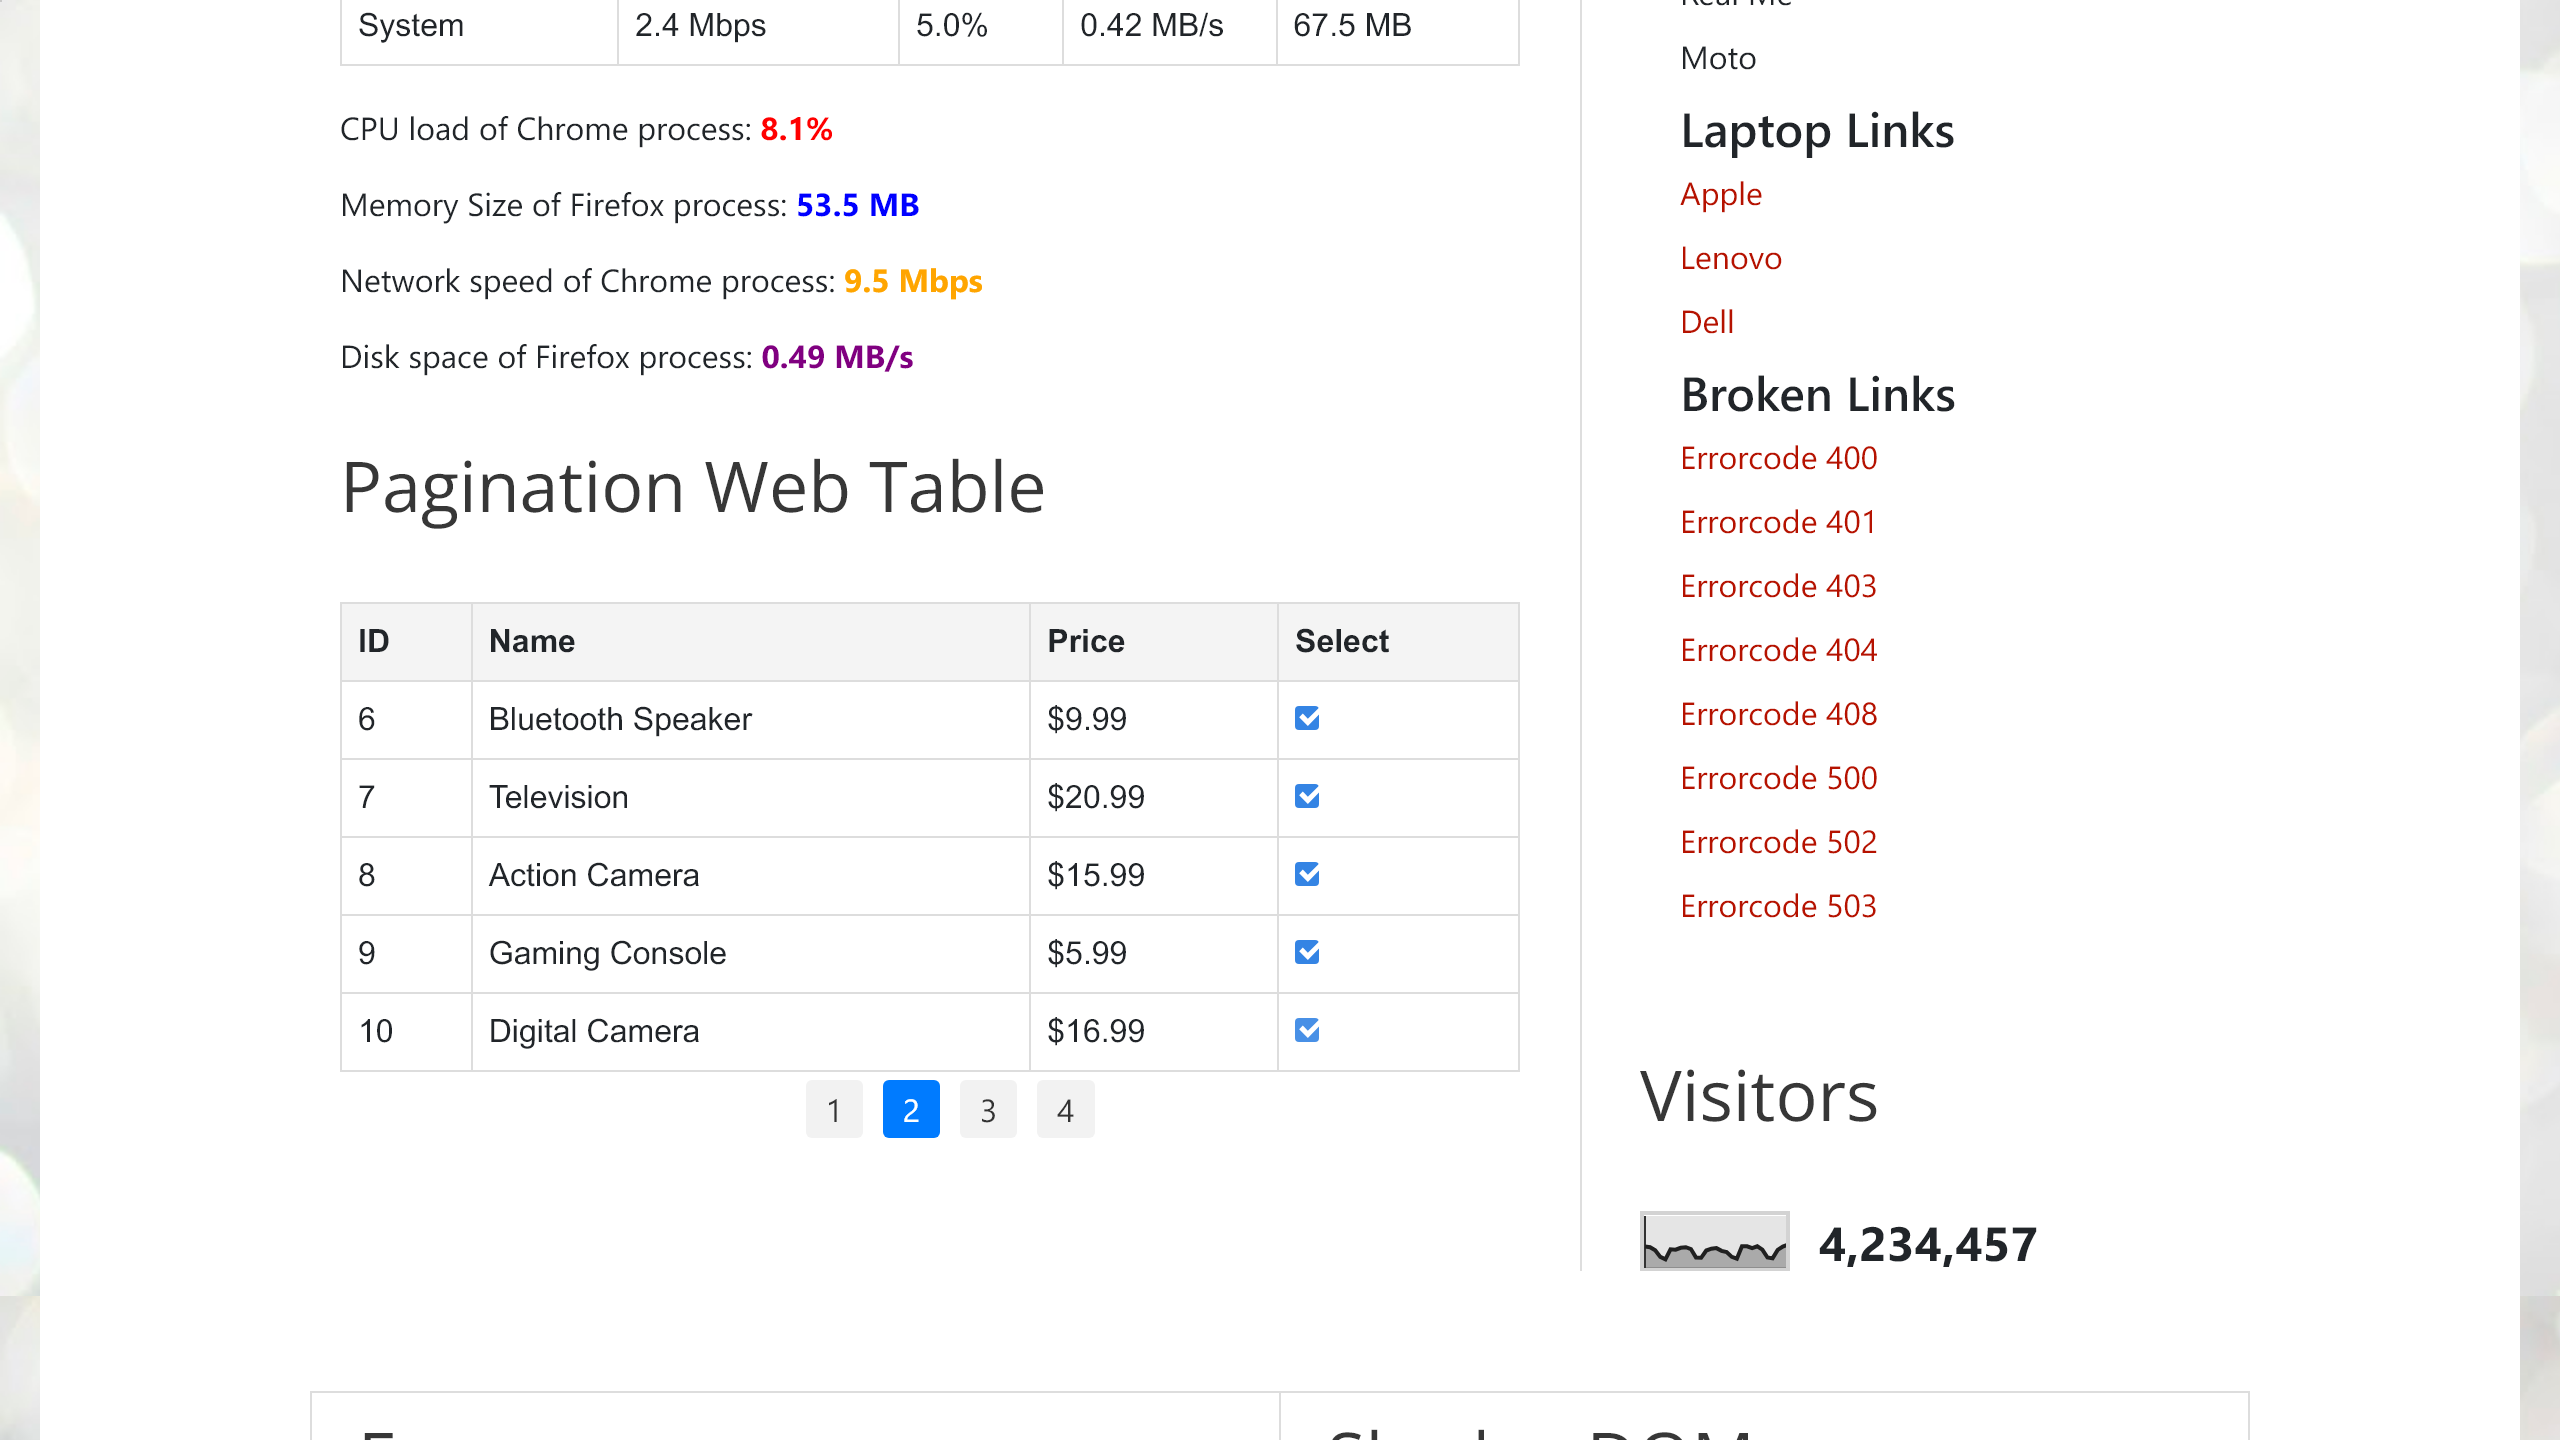 System 2.4 Mbps 5.0% 0.42 MB/s 67.5 MB
CPU load of Chrome process: 8.1%
Memory Size of Firefox process: 53.5 MB
Network speed of Chrome process: 9.5 Mbps
Disk space of Firefox process: 0.49 MB/s
Pagination Web Table
ID Name Price Select
6 Bluetooth Speaker $9.99
7 Television $20.99
8 Action Camera $15.99
9 Gaming Console $5.99
10 Digital Camera $16.99
1 2 3 4
Moto
Laptop Links
Apple
Lenovo
Dell
Broken Links
Errorcode 400
Errorcode 401
Errorcode 403
Errorcode 404
Errorcode 408
Errorcode 500
Errorcode 502
Errorcode 503
Visitors
4,234,457